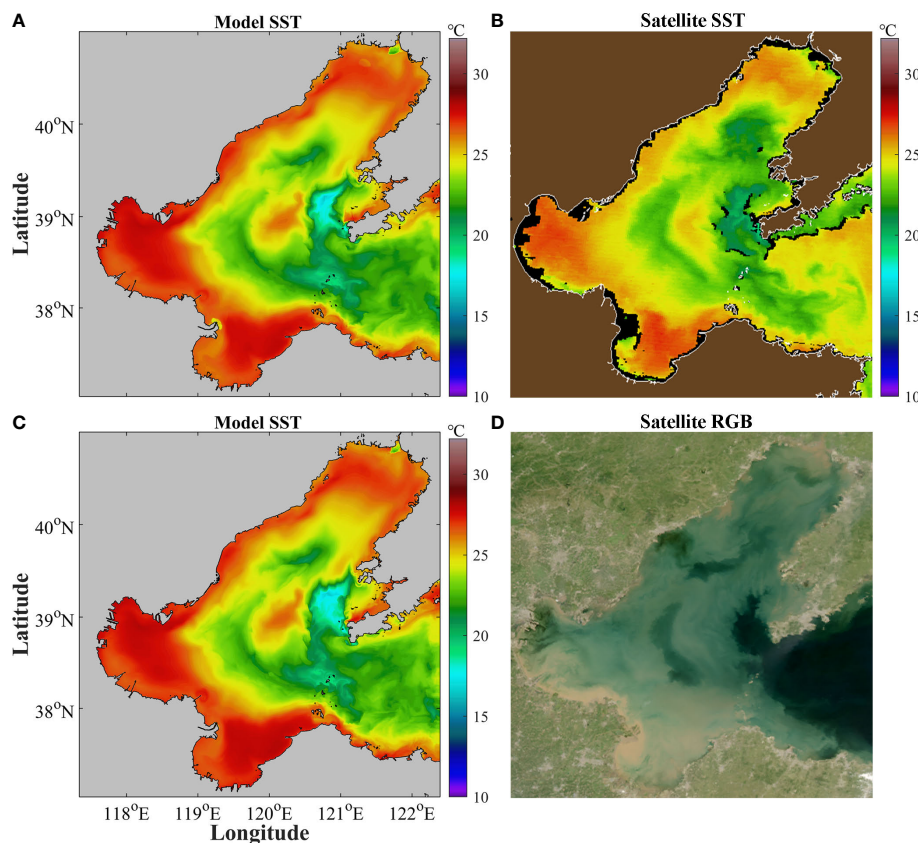 A Model SST °C
B Satellite SST °C
30
25
20
15
10
30
25
20
15
10
40°N
39°N
38°N
Latitude
C Model SST °C
D Satellite RGB
30
25
20
15
10
40°N
39°N
38°N
Latitude
118°E 119°E 120°E 121°E 122°E
Longitude